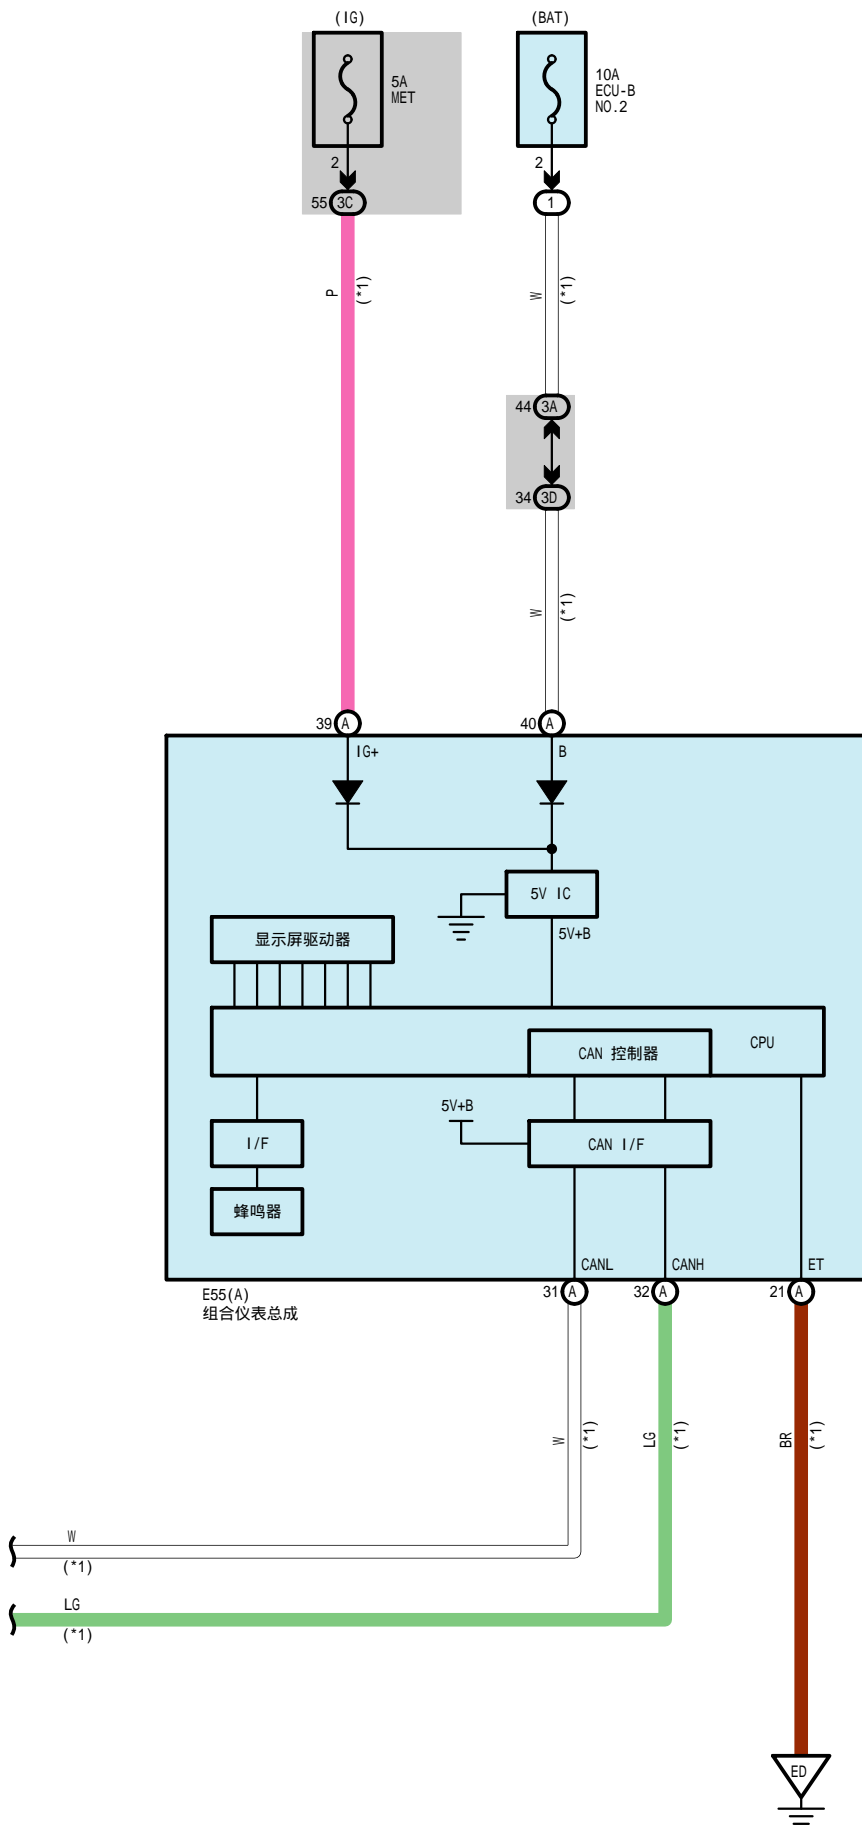 (IG)
(BAT)
5A
MET
10A
ECU-B
NO.2
2
2
55 3C
1
P
(*1)
W
(*1)
44 3A
34 3D
W
(*1)
39 A
40 A
IG+
B
5V IC
5V+B
显示屏驱动器
CPU
CAN 控制器
5V+B
I/F
CAN I/F
蜂鸣器
CANL
CANH
ET
E55(A)
组合仪表总成
31 A
32 A
21 A
W
(*1)
LG
(*1)
BR
(*1)
W
(*1)
LG
(*1)
ED